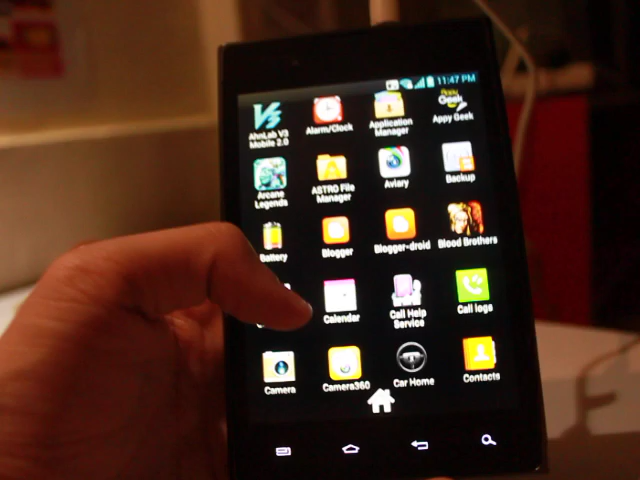 11:47 PM
AhnLab V3
Mobile 2.0
Alarm/Clock
Application
Manager
Appy
Geek
Appy Geek
Arcane
Legends
ASTRO File
Manager
Aviary
Backup
Battery
Blogger
Blogger-droid
Blood Brothers
Calendar
Call Help
Service
Call logs
Camera
Camera360
Car Home
Contacts